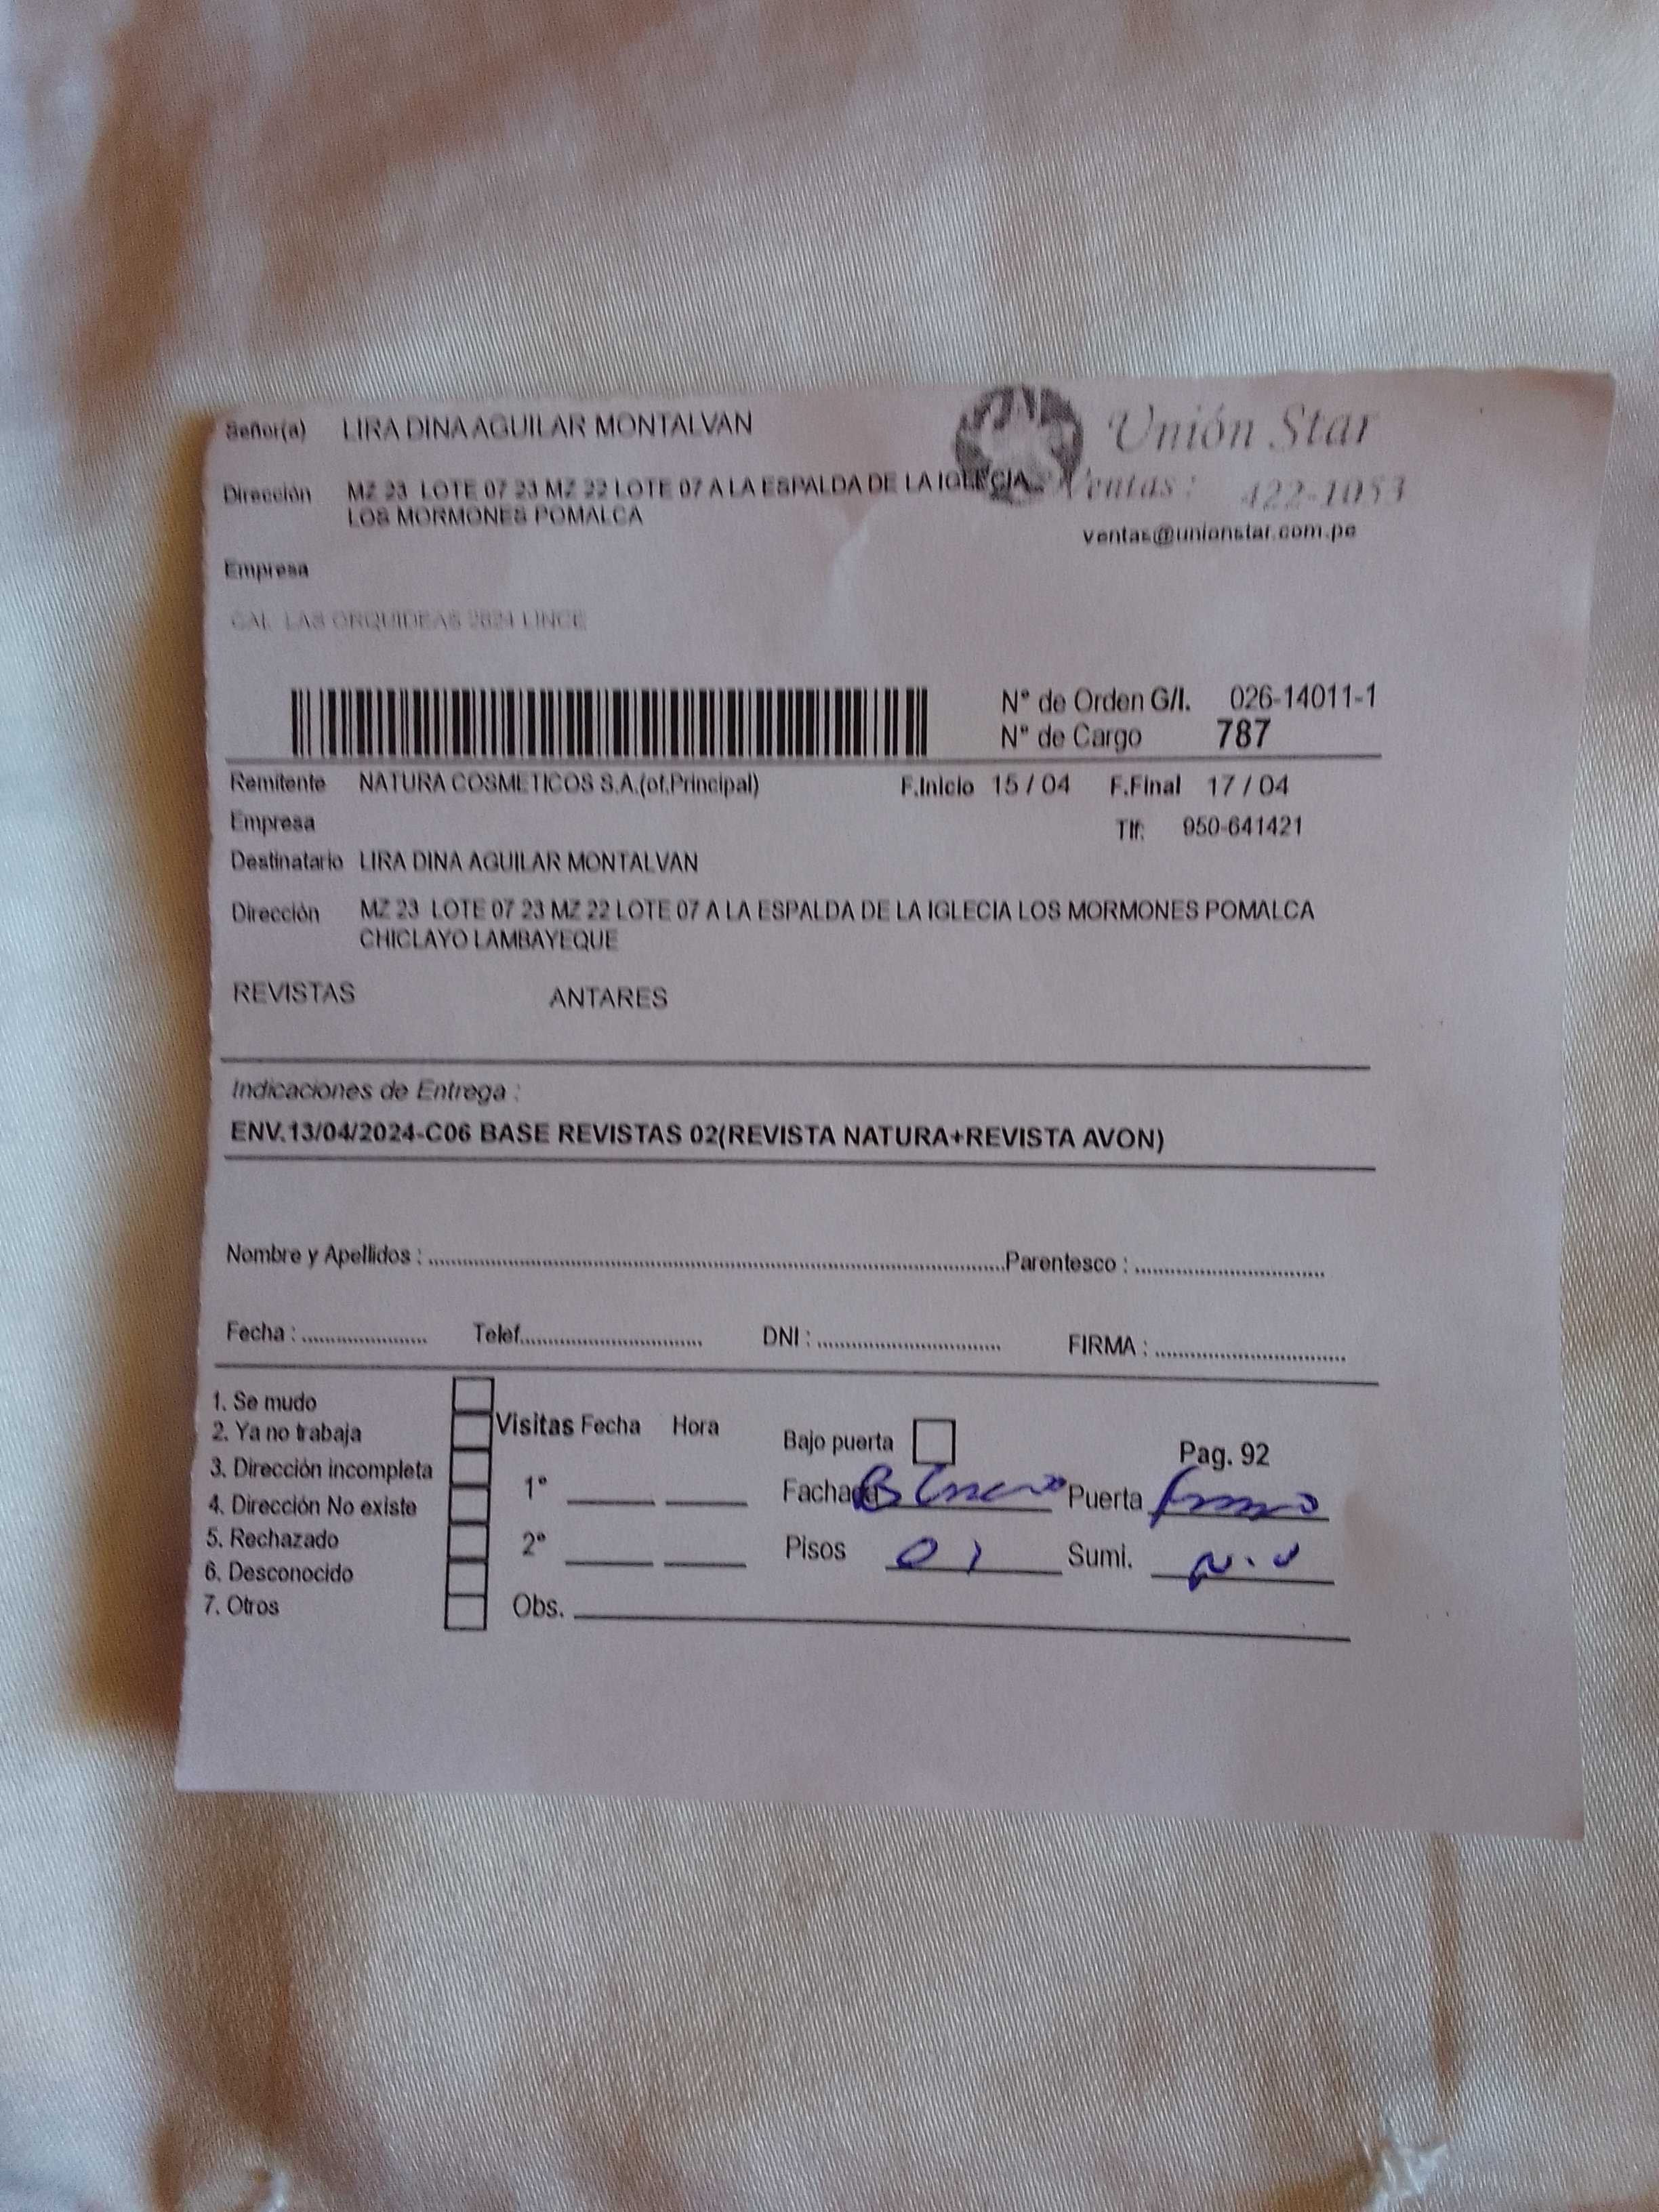 Señor(a) LIRA DINA AGUILAR MONTALVAN
Unión Star
Dirección MZ 23 LOTE 07 23 MZ 22 LOTE 07 A LA ESPALDA DE LA IGLECIA
LOS MORMONES POMALCA
Ventas: 422-1053
ventas@unionstar.com.pe
Empresa
CAL LAS ORQUIDEAS 2624 LINCE
N° de Orden G/I. 026-14011-1
N° de Cargo 787
Remitente NATURA COSMETICOS S.A.(of.Principal) F.Inicio 15 / 04 F.Final 17 / 04
Empresa Tlf: 950-641421
Destinatario LIRA DINA AGUILAR MONTALVAN
Dirección MZ 23 LOTE 07 23 MZ 22 LOTE 07 A LA ESPALDA DE LA IGLECIA LOS MORMONES POMALCA
CHICLAYO LAMBAYEQUE
REVISTAS ANTARES
Indicaciones de Entrega :
ENV.13/04/2024-C06 BASE REVISTAS 02(REVISTA NATURA+REVISTA AVON)
Nombre y Apellidos : Parentesco :
Fecha : Telef. DNI : FIRMA :
1. Se mudo
2. Ya no trabaja
3. Dirección incompleta
4. Dirección No existe
5. Rechazado
6. Desconocido
7. Otros
Visitas Fecha Hora
1°
2°
Obs.
Bajo puerta Pag. 92
Fachada Puerta
Pisos 01 Sumi.